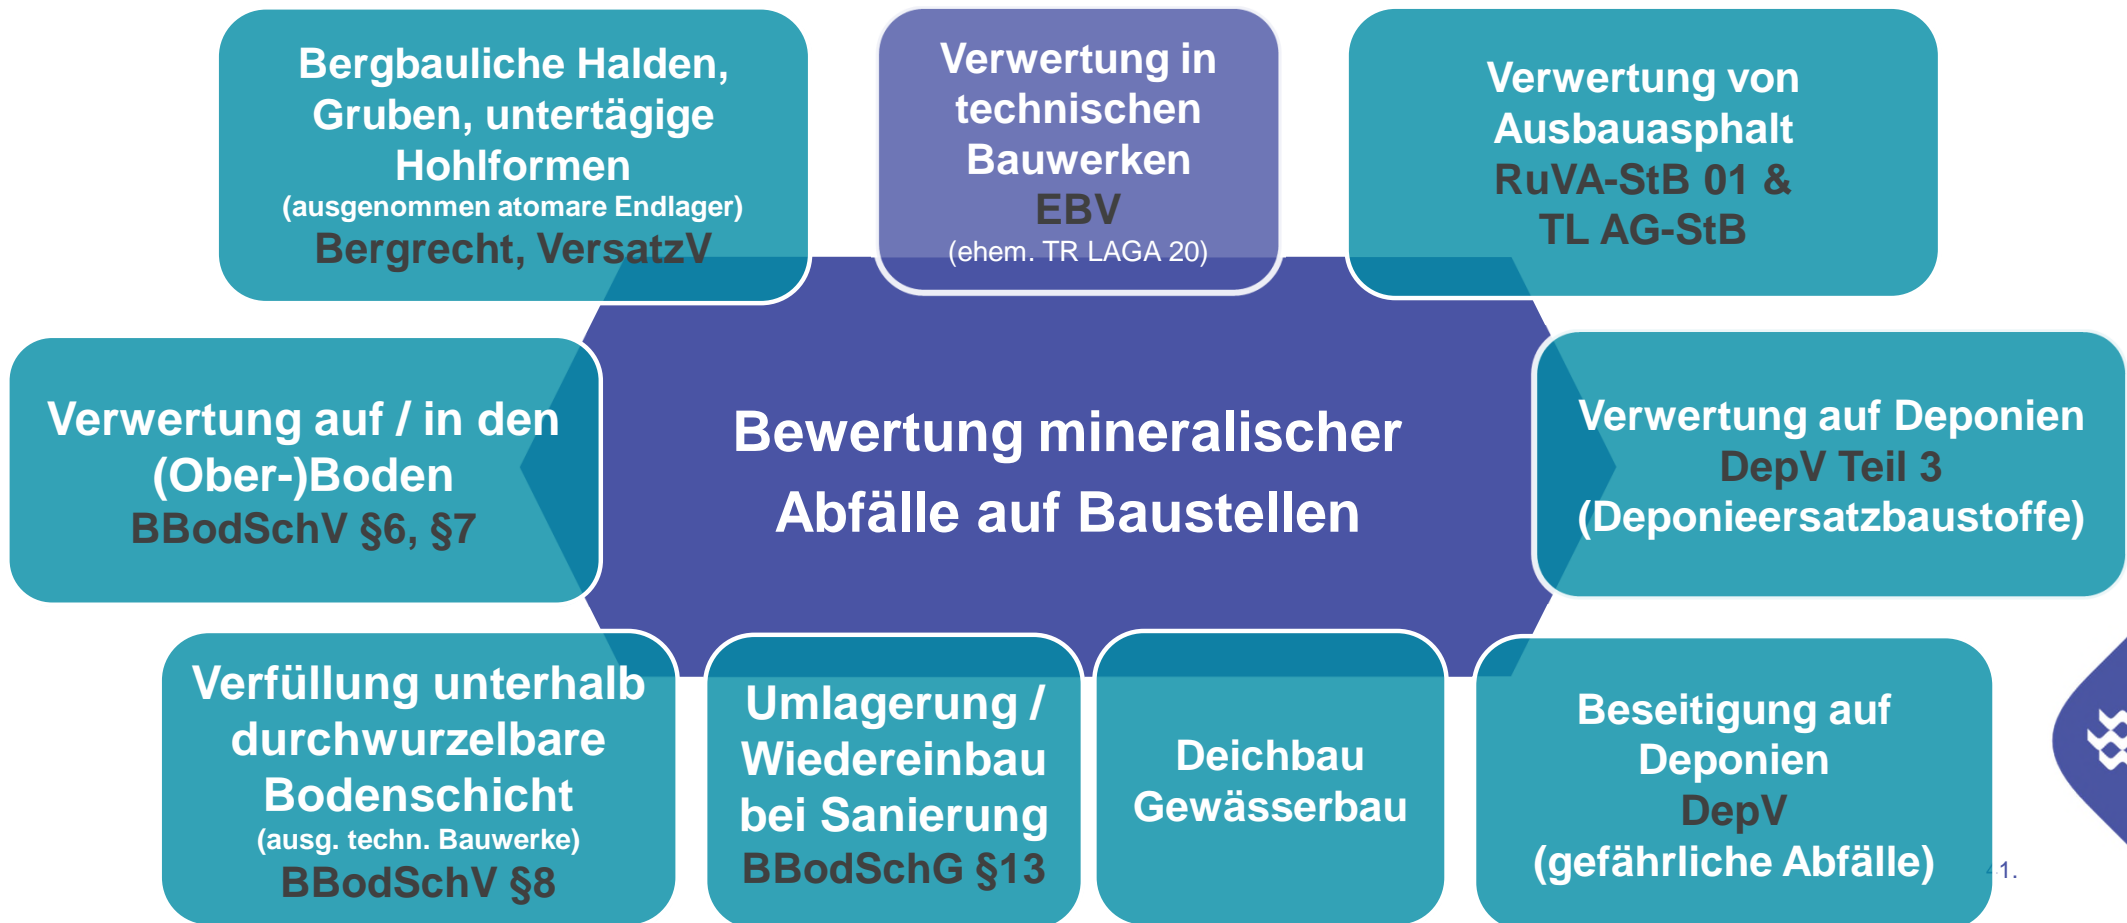 Bergbauliche Halden,
Gruben, untertägige
Hohlformen
(ausgenommen atomare Endlager)
Bergrecht, VersatzV
Verwertung in
technischen
Bauwerken
EBV
(ehem. TR LAGA 20)
Verwertung von
Ausbauasphalt
RuVA-StB 01 &
TL AG-StB
Verwertung auf / in den
(Ober-)Boden
BBodSchV §6, §7
Bewertung mineralischer
Abfälle auf Baustellen
Verwertung auf Deponien
DepV Teil 3
(Deponieersatzbaustoffe)
Verfüllung unterhalb
durchwurzelbare
Bodenschicht
(ausg. techn. Bauwerke)
BBodSchV §8
Umlagerung /
Wiedereinbau
bei Sanierung
BBodSchG §13
Deichbau
Gewässerbau
Beseitigung auf
Deponien
DepV
(gefährliche Abfälle)